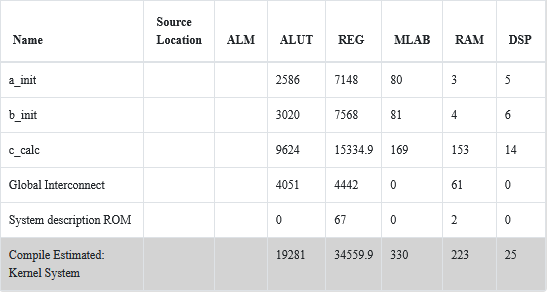 Name Source Location ALM ALUT REG MLAB RAM DSP
a_init 2586 7148 80 3 5
b_init 3020 7568 81 4 6
c_calc 9624 15334.9 169 153 14
Global Interconnect 4051 4442 0 61 0
System description ROM 0 67 0 2 0
Compile Estimated: Kernel System 19281 34559.9 330 223 25